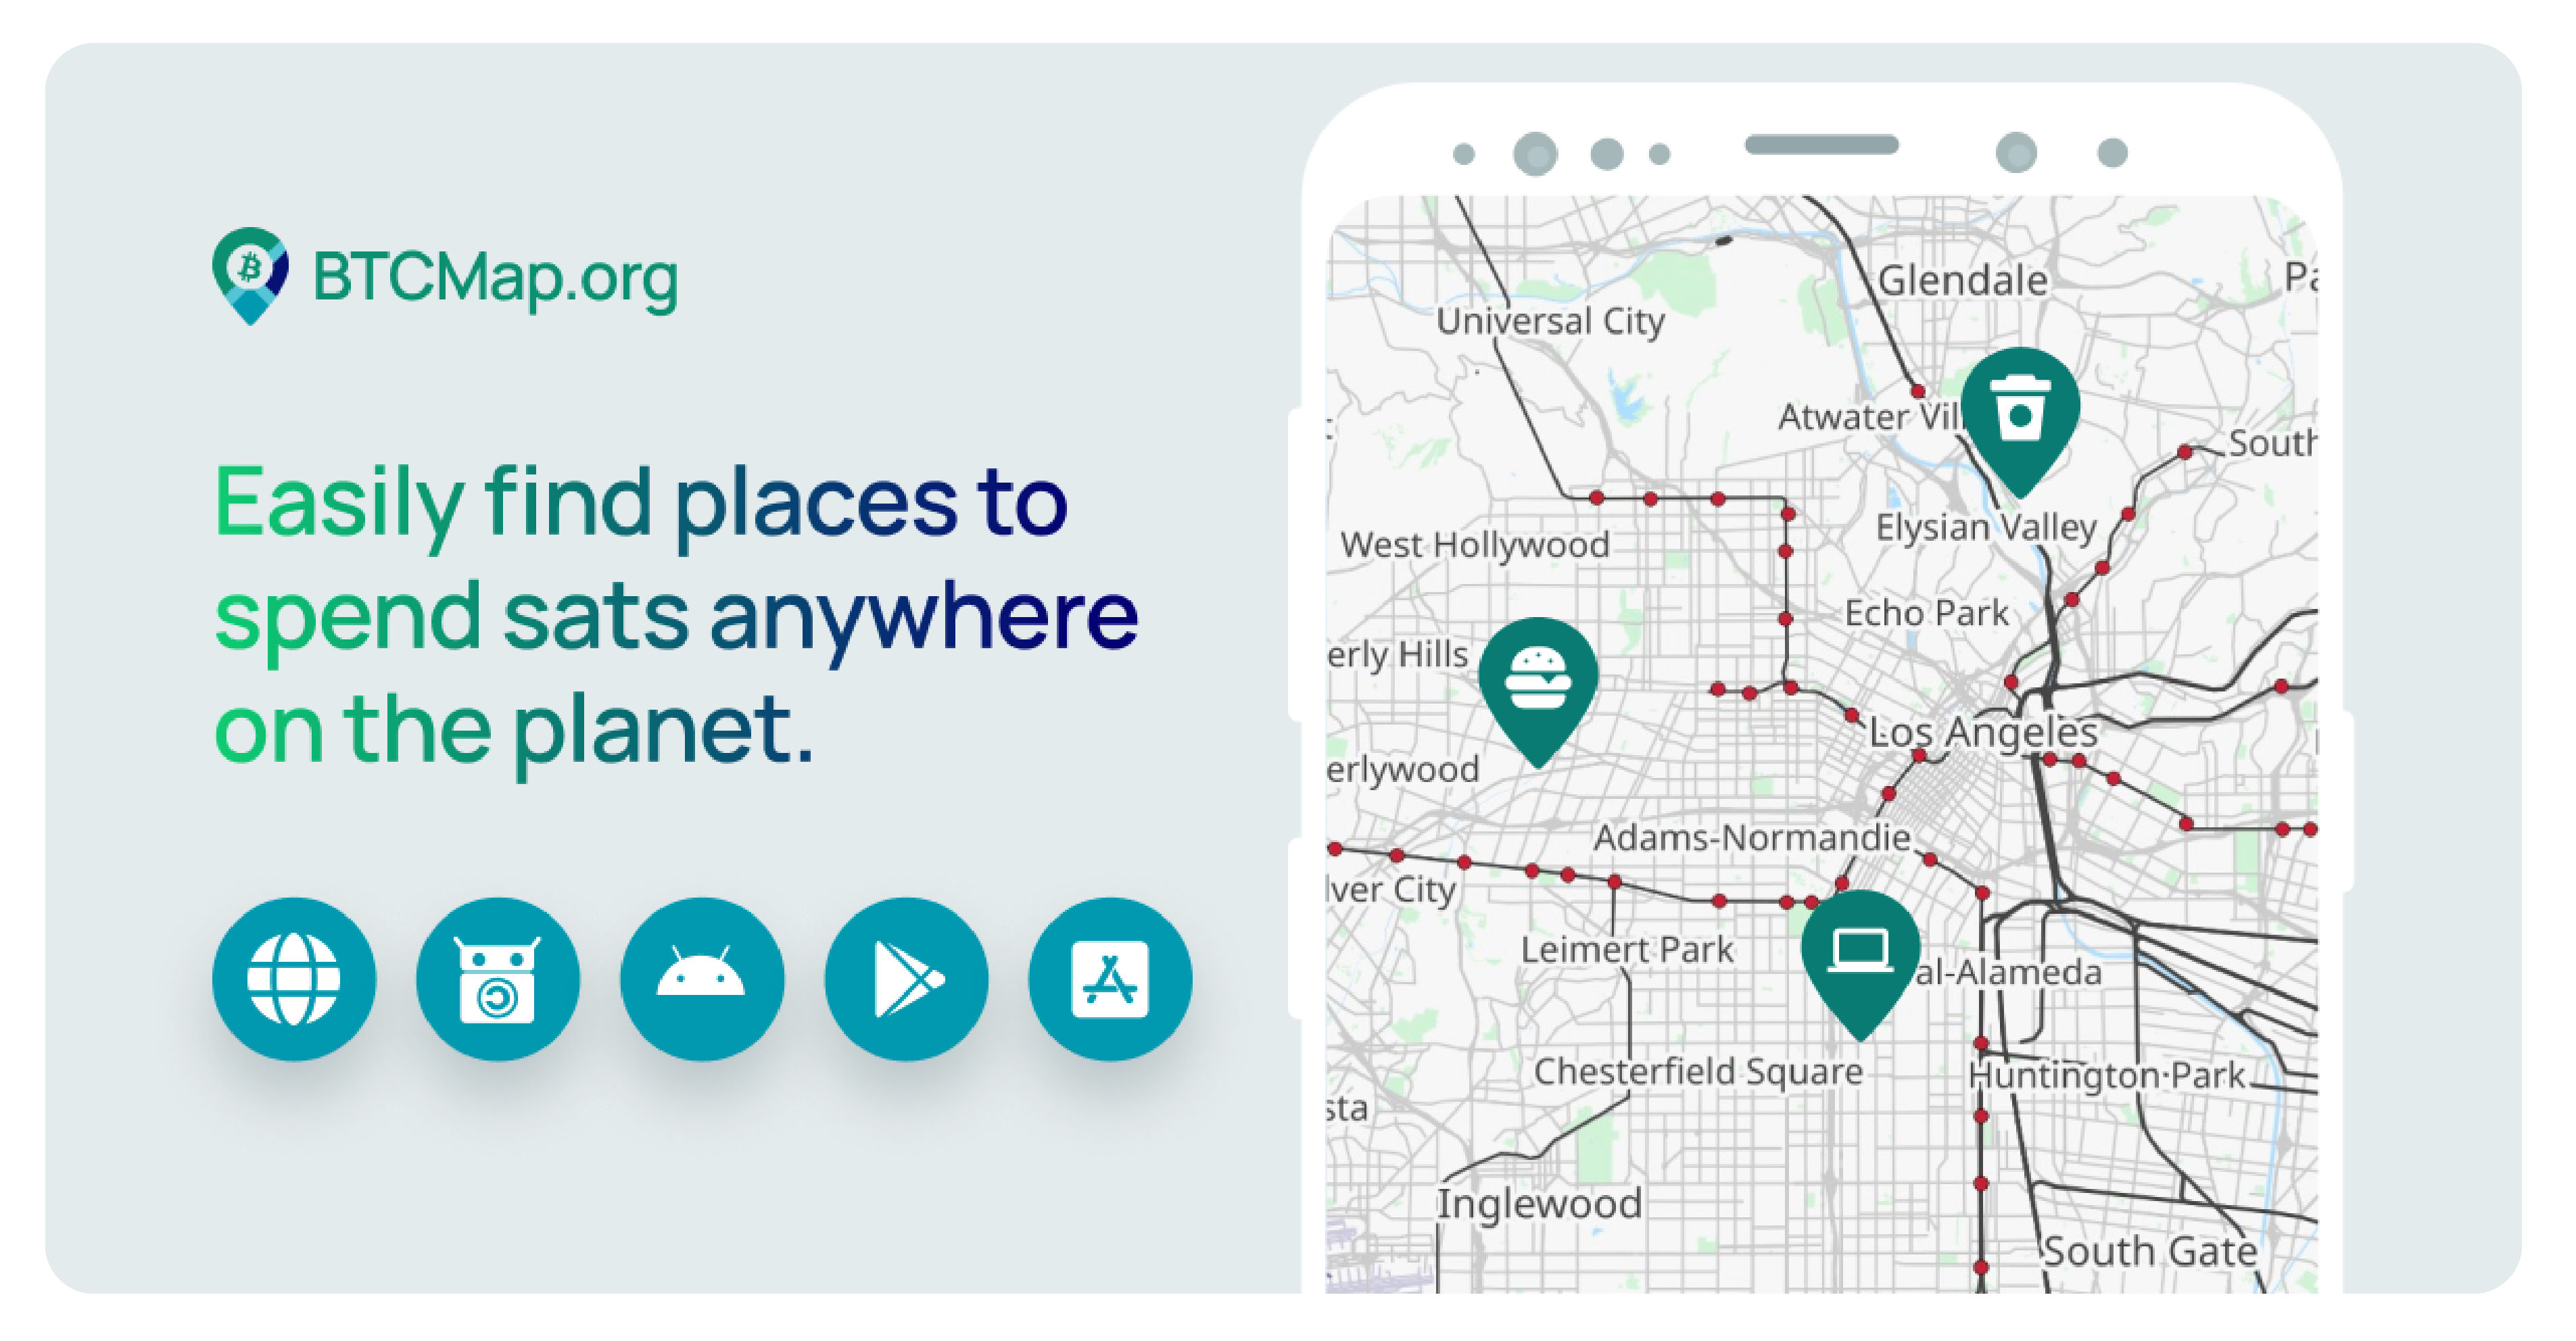 BTCMap.org
Easily find places to
spend sats anywhere
on the planet.
Glendale
Pa
Universal City
Atwater Vil
South
Elysian Valley
West Hollywood
Echo Park
erly Hills
Los Angeles
erlywood
Adams-Normandie
lver City
Leimert Park
al-Alameda
Chesterfield Square
Huntington Park
sta
Inglewood
South Gate